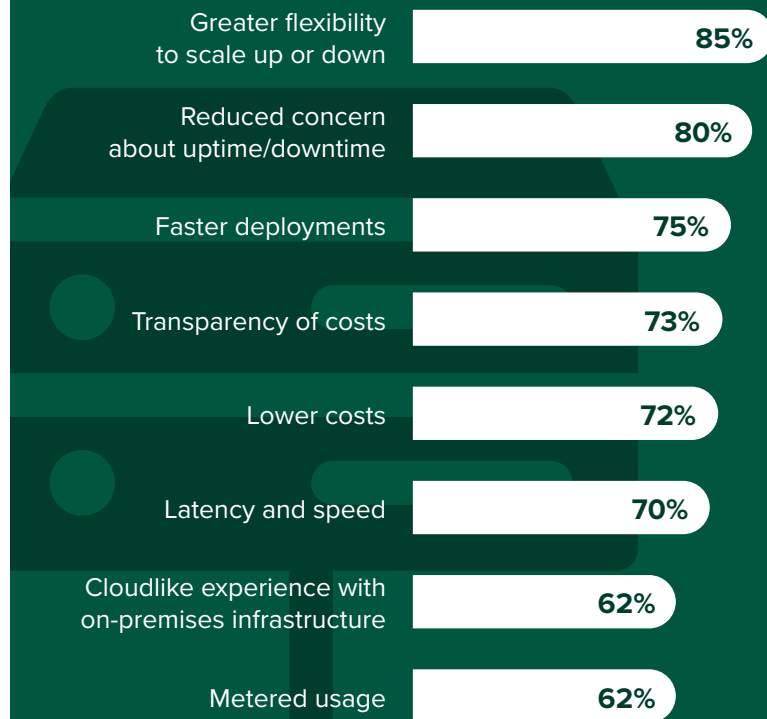 Greater flexibility
to scale up or down
85%
Reduced concern
about uptime/downtime
80%
Faster deployments
75%
Transparency of costs
73%
Lower costs
72%
Latency and speed
70%
Cloudlike experience with
on-premises infrastructure
62%
Metered usage
62%